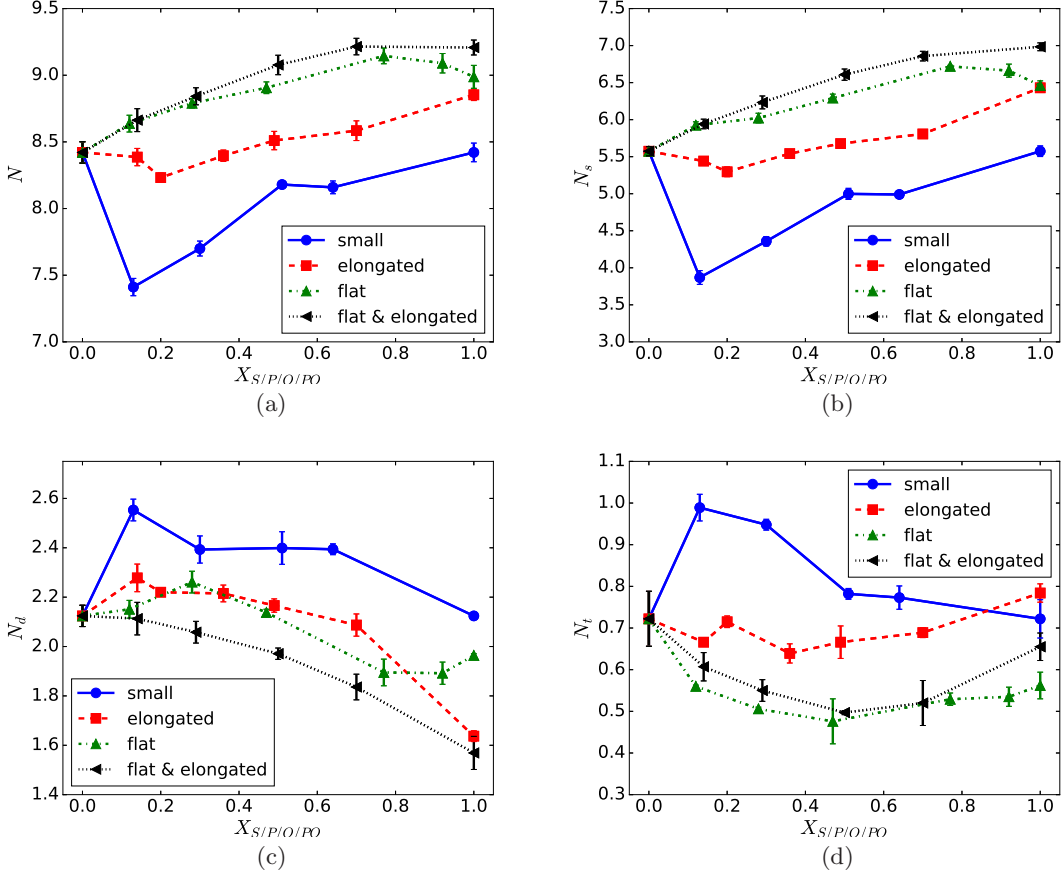 9.5
9.0
8.5
8.0
7.5
7.0
N
0.0 0.2 0.4 0.6 0.8 1.0
X_{S/P/O/PO}
small
elongated
flat
flat & elongated
(a)
7.0
6.5
6.0
5.5
5.0
4.5
4.0
3.5
3.0
N_s
0.0 0.2 0.4 0.6 0.8 1.0
X_{S/P/O/PO}
small
elongated
flat
flat & elongated
(b)
2.6
2.4
2.2
2.0
1.8
1.6
1.4
N_d
0.0 0.2 0.4 0.6 0.8 1.0
X_{S/P/O/PO}
small
elongated
flat
flat & elongated
(c)
1.1
1.0
0.9
0.8
0.7
0.6
0.5
0.4
0.3
N_t
0.0 0.2 0.4 0.6 0.8 1.0
X_{S/P/O/PO}
small
elongated
flat
flat & elongated
(d)